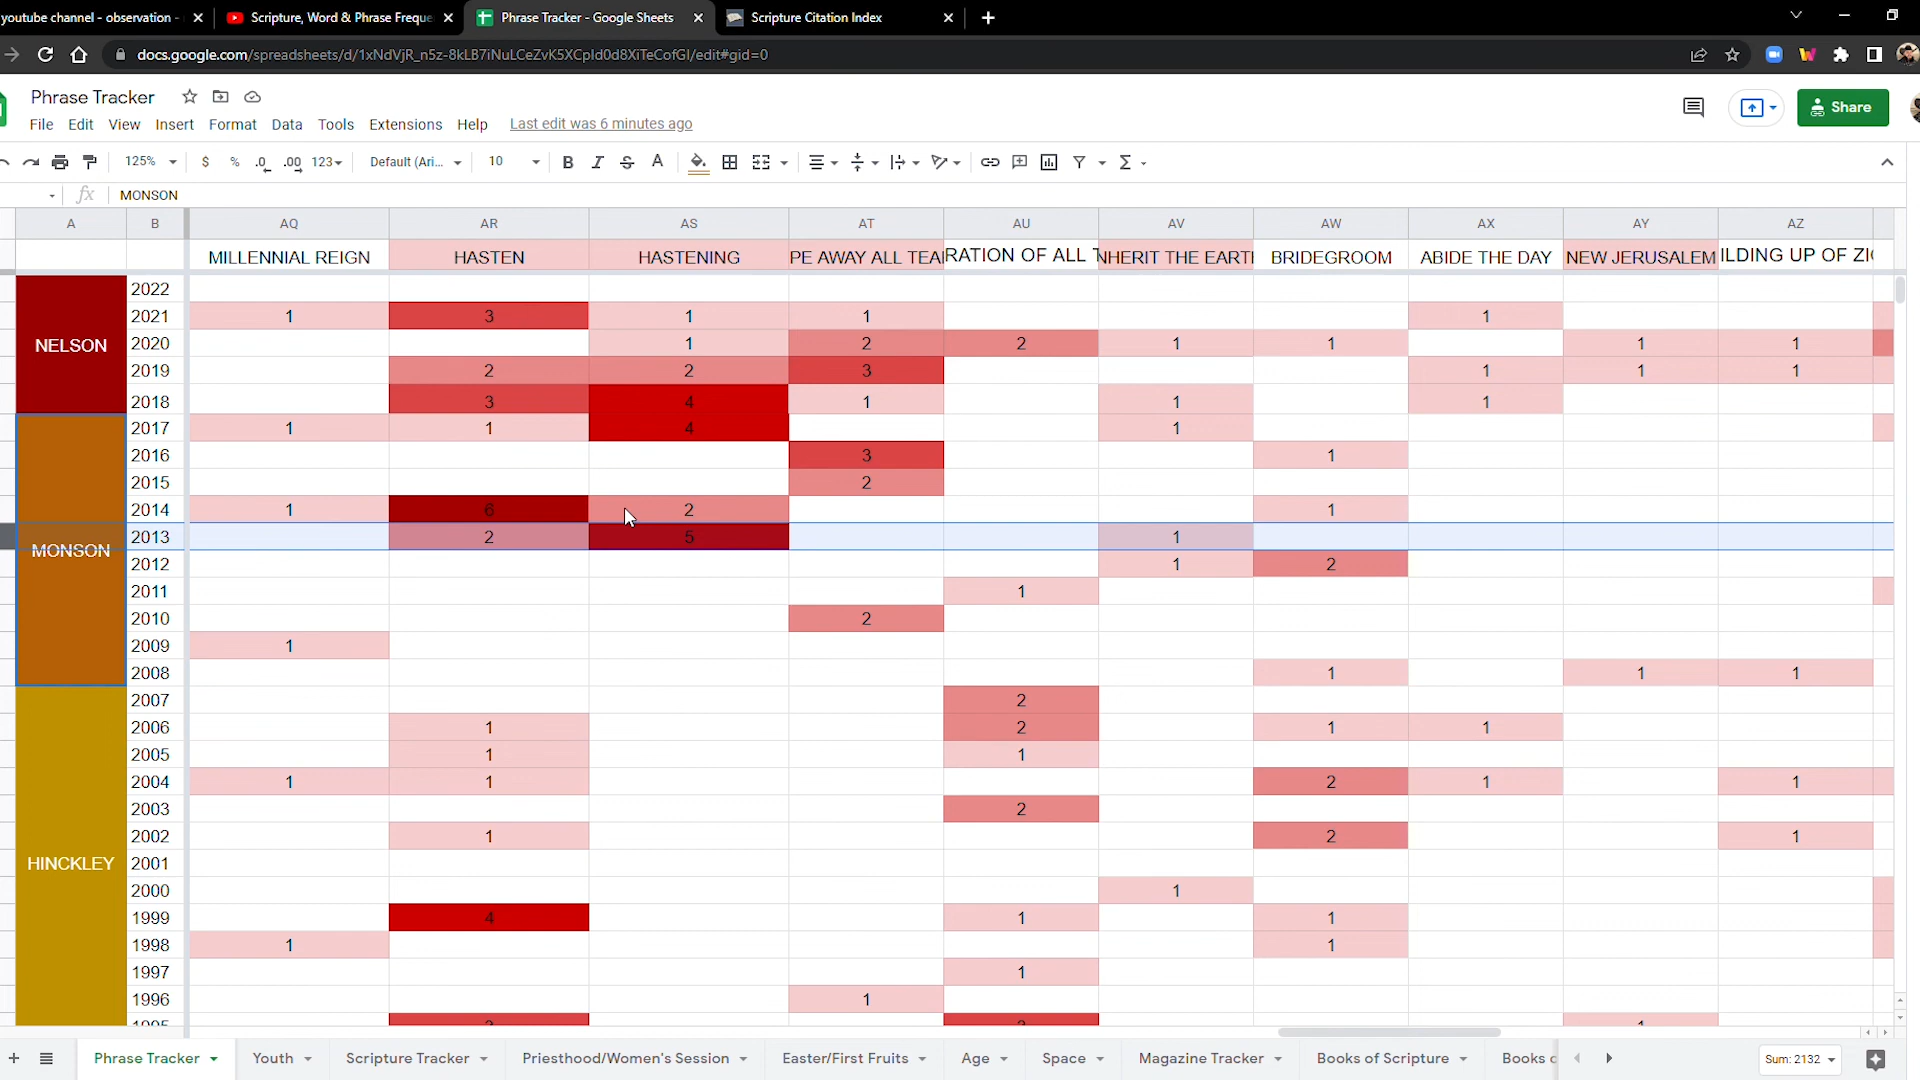 youtube channel - observation -
Scripture, Word & Phrase Freque
Phrase Tracker - Google Sheets
Scripture Citation Index
docs.google.com/spreadsheets/d/1xNdVjR_n5z-8kLB7iNuLCeZvK5XCpId0d8XiTeCofGI/edit#gid=0
Phrase Tracker
File Edit View Insert Format Data Tools Extensions Help Last edit was 6 minutes ago
Share
125% $ % .0 .00 123 Default (Ari... 10 B I S A
fx MONSON
A B AQ AR AS AT AU AV AW AX AY AZ
MILLENNIAL REIGN HASTEN HASTENING PE AWAY ALL TEA RATION OF ALL T NHERIT THE EARTH BRIDEGROOM ABIDE THE DAY NEW JERUSALEM ILDING UP OF ZI
2022
2021 1 3 1 1 1
NELSON
2020 1 2 2 1 1 1 1
2019 2 2 3 1 1 1
2018 3 4 1 1 1
2017 1 1 4 1
2016 3 1
2015 2
2014 1 6 2 1
2013 2 5 1
MONSON
2012 1 2
2011 1
2010 2
2009 1
2008 1 1 1
2007 2
2006 1 2 1 1
2005 1 1
2004 1 1 2 1 1
2003 2
2002 1 2 1
HINCKLEY
2001
2000 1
1999 4 1 1
1998 1 1
1997 1
1996 1
1995
Phrase Tracker Youth Scripture Tracker Priesthood/Women's Session Easter/First Fruits Age Space Magazine Tracker Books of Scripture Books
Sum: 2132